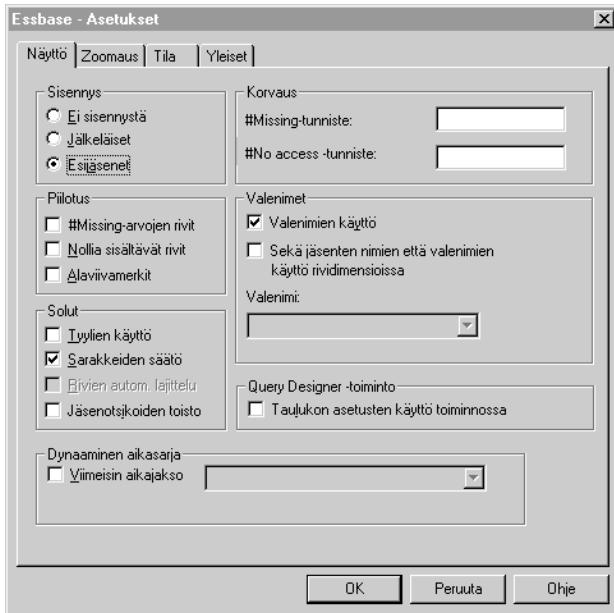 Essbase - Asetukset
Näyttö Zoomaus Tila Yleiset
Sisennys
Ei sisennystä
Jälkeläiset
Esijäsenet
Korvaus
#Missing-tunniste:
#No access -tunniste:
Piilotus
#Missing-arvojen rivit
Nollia sisältävät rivit
Alaviivamerkit
Valenimet
Valenimien käyttö
Sekä jäsenten nimien että valenimien
käyttö rividimensioissa
Valenimi:
Solut
Tyylien käyttö
Sarakkeiden säätö
Rivien autom. lajittelu
Jäsenotsikoiden toisto
Query Designer -toiminto
Taulukon asetusten käyttö toiminnossa
Dynaaminen aikasarja
Viimeisin aikajakso
OK Peruuta Ohje